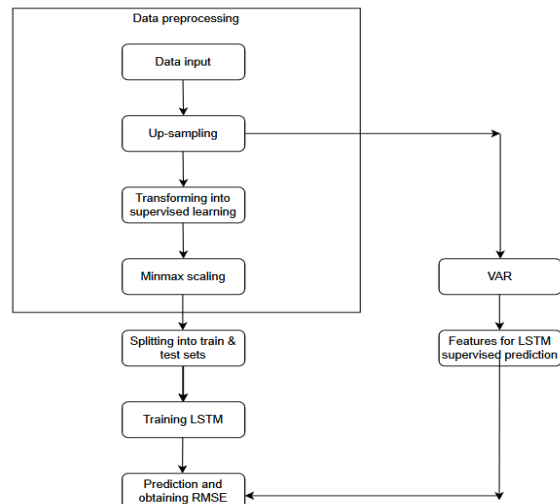 Data preprocessing
Data input
Up-sampling
Transforming into
supervised learning
Minmax scaling
VAR
Splitting into train &
test sets
Features for LSTM
supervised prediction
Training LSTM
Prediction and
obtaining RMSE